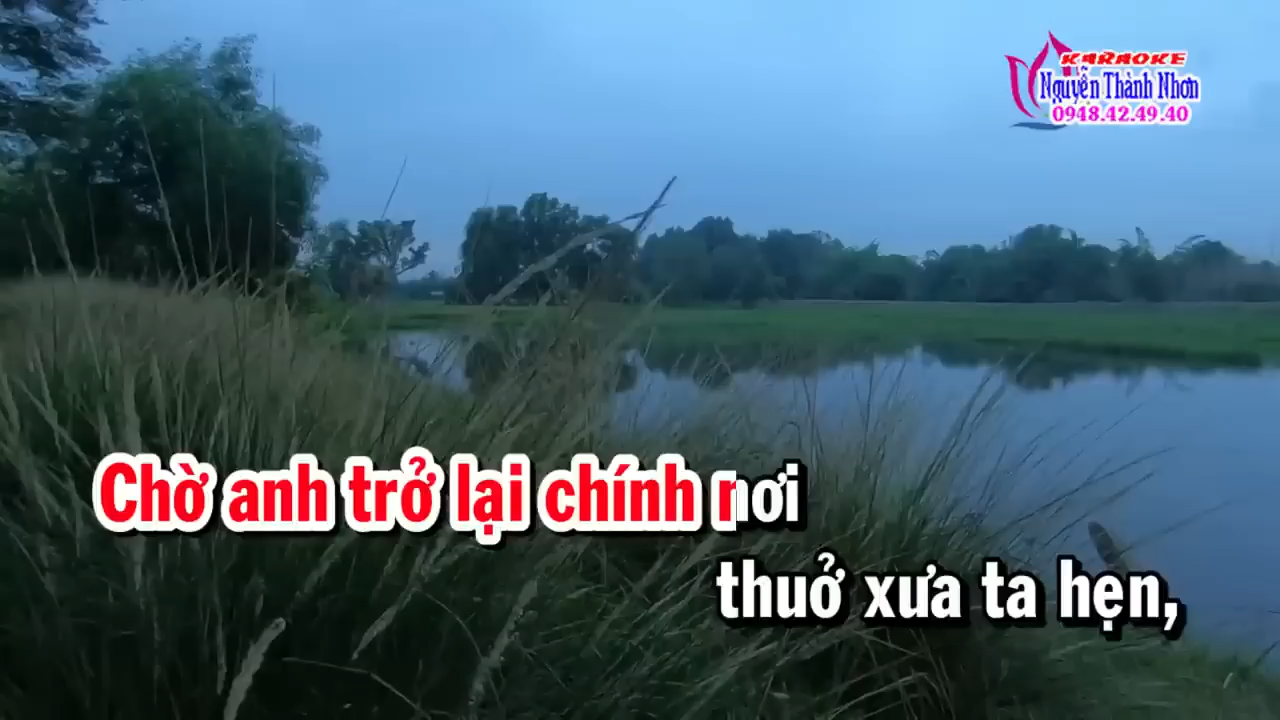 KARAOKE
Nguyễn Thành Nhơn
0948.42.49.40
Chờ anh trở lại chính nơi
thuở xưa ta hẹn,